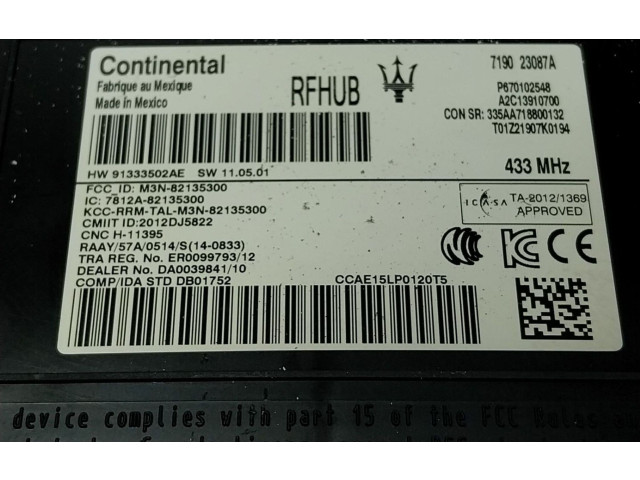 Continental
Fabrique au Mexique
Made in Mexico
RFHUB
7190 23087A
P670102548
A2C13910700
CON SR: 335AA718800132
T01Z21907K0194
HW 91333502AE SW 11.05.01
433 MHz
FCC_ID: M3N-82135300
IC: 7812A-82135300
KCC-RRM-TAL-M3N-82135300
CMIIT ID:2012DJ5822
CNC H-11395
RAAY/57A/0514/S(14-0833)
TRA REG. No. ER0099793/12
DEALER No. DA0039841/10
COMP/IDA STD DB01752
CCAE15LP0120T5
ICASA TA-2012/1369
APPROVED
CE
device complies with part 15 of the FCC Rules